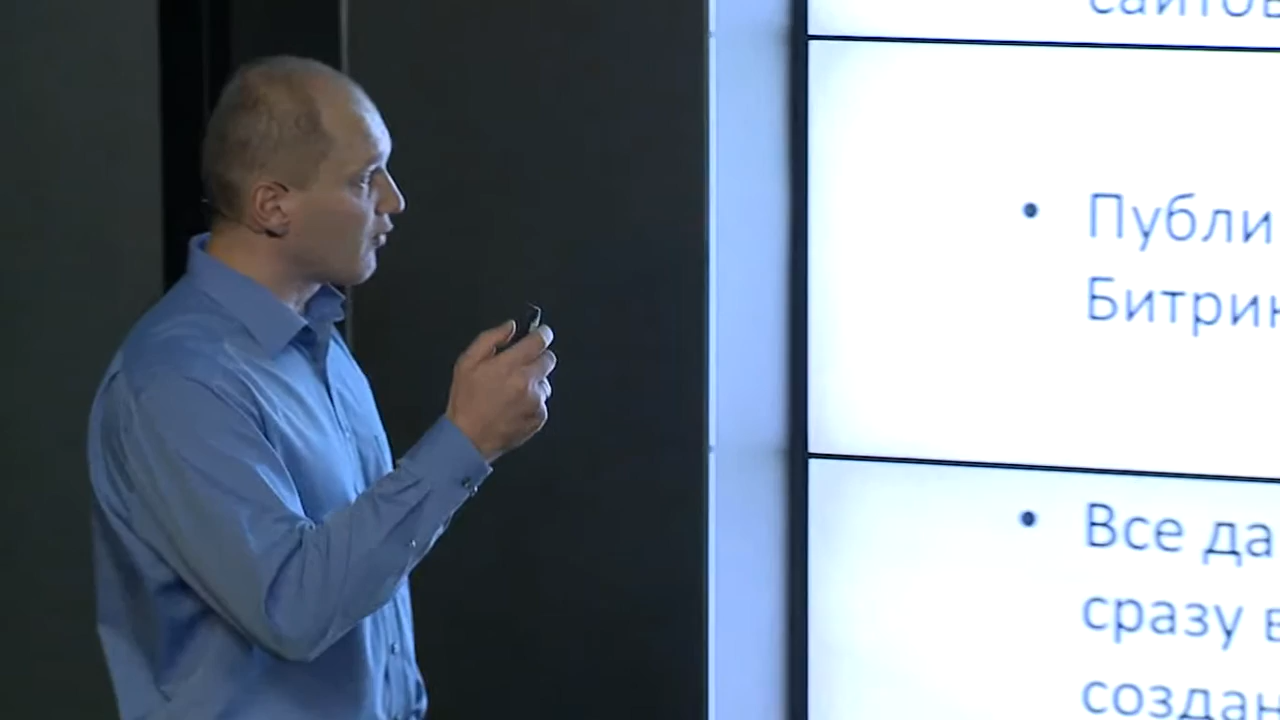 сайтов
• Публи
Битрин
• Все да
сразу в
создан